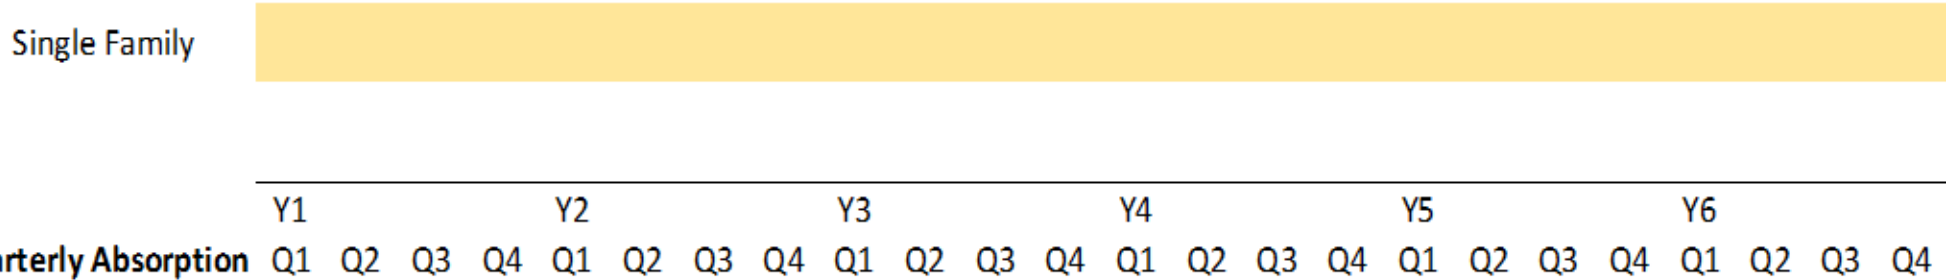 Single Family
Y1 Y2 Y3 Y4 Y5 Y6
arterly Absorption Q1 Q2 Q3 Q4 Q1 Q2 Q3 Q4 Q1 Q2 Q3 Q4 Q1 Q2 Q3 Q4 Q1 Q2 Q3 Q4 Q1 Q2 Q3 Q4